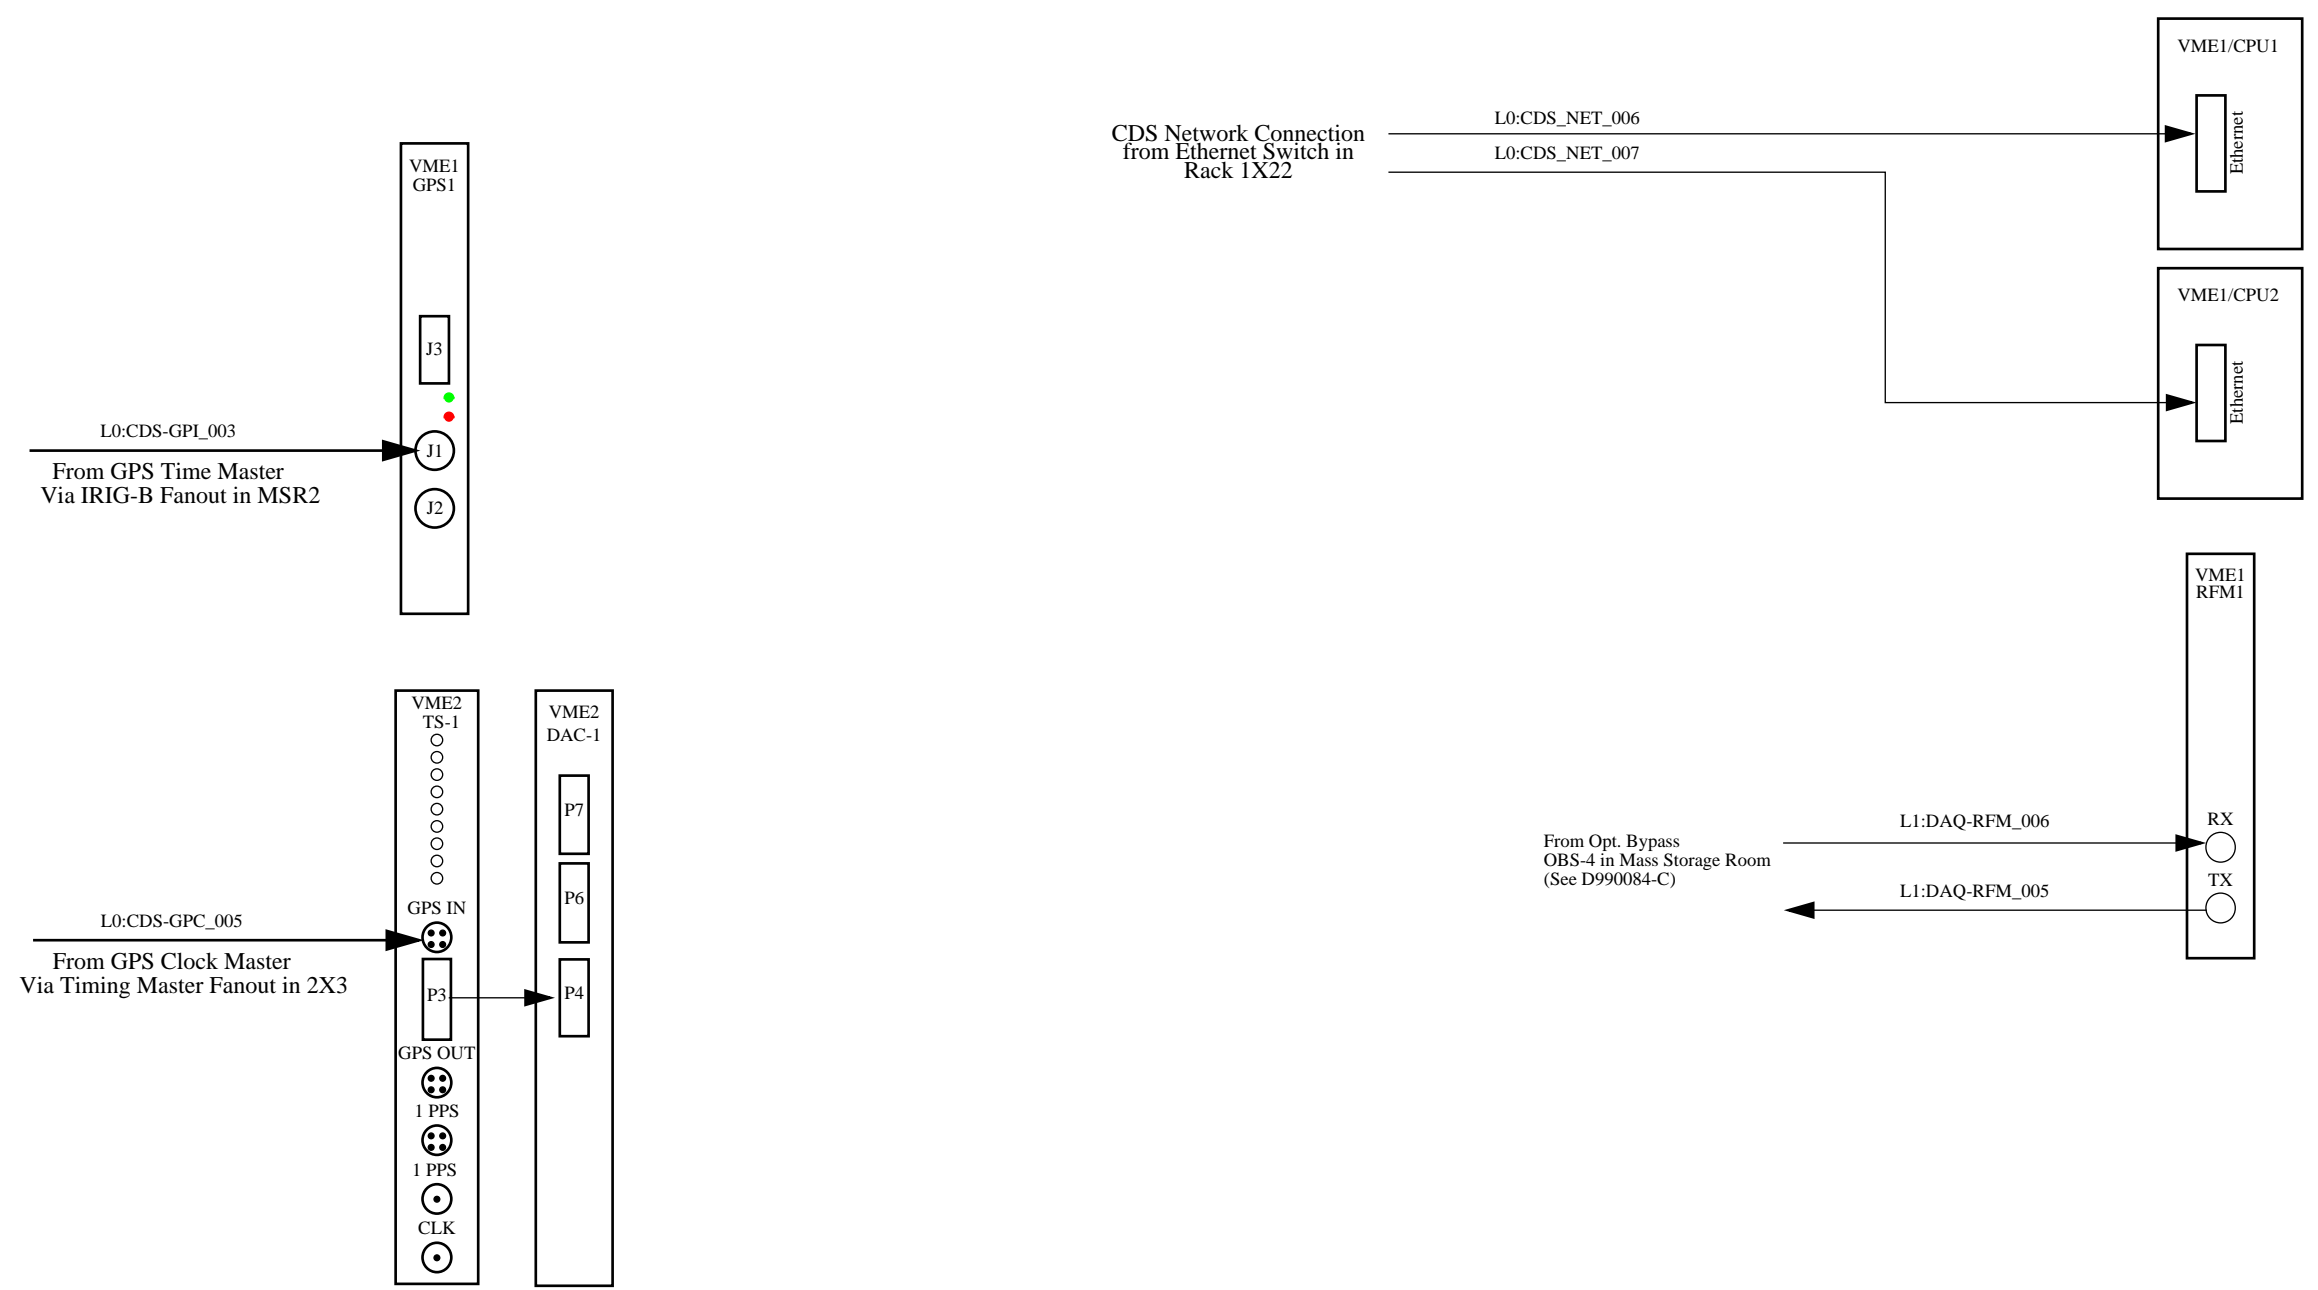 VME1
GPS1
J3
L0:CDS-GPI_003
J1
From GPS Time Master
Via IRIG-B Fanout in MSR2
J2
VME2
TS-1
GPS IN
L0:CDS-GPC_005
From GPS Clock Master
Via Timing Master Fanout in 2X3
P3
GPS OUT
1 PPS
1 PPS
CLK
VME2
DAC-1
P7
P6
P4
CDS Network Connection
from Ethernet Switch in
Rack 1X22
L0:CDS_NET_006
L0:CDS_NET_007
VME1/CPU1
Ethernet
VME1/CPU2
Ethernet
VME1
RFM1
From Opt. Bypass
OBS-4 in Mass Storage Room
(See D990084-C)
L1:DAQ-RFM_006
RX
L1:DAQ-RFM_005
TX